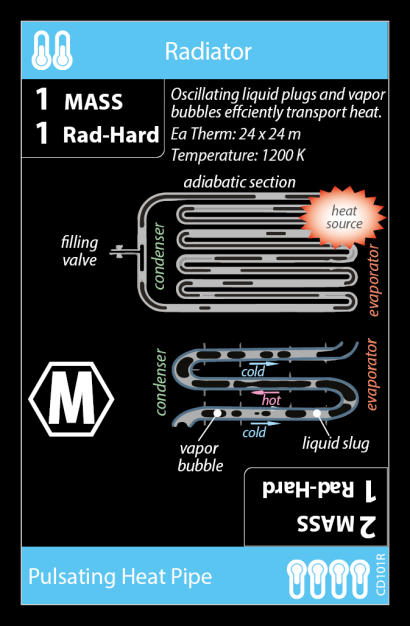 Radiator
1 MASS
1 Rad-Hard
Oscillating liquid plugs and vapor
bubbles effciently transport heat.
Ea Therm: 24 x 24 m
Temperature: 1200 K
adiabatic section
heat
source
filling
valve
condenser
evaporator
condenser
evaporator
cold
hot
cold
M
vapor
bubble
liquid slug
1 Rad-Hard
2 MASS
Pulsating Heat Pipe
CD101R